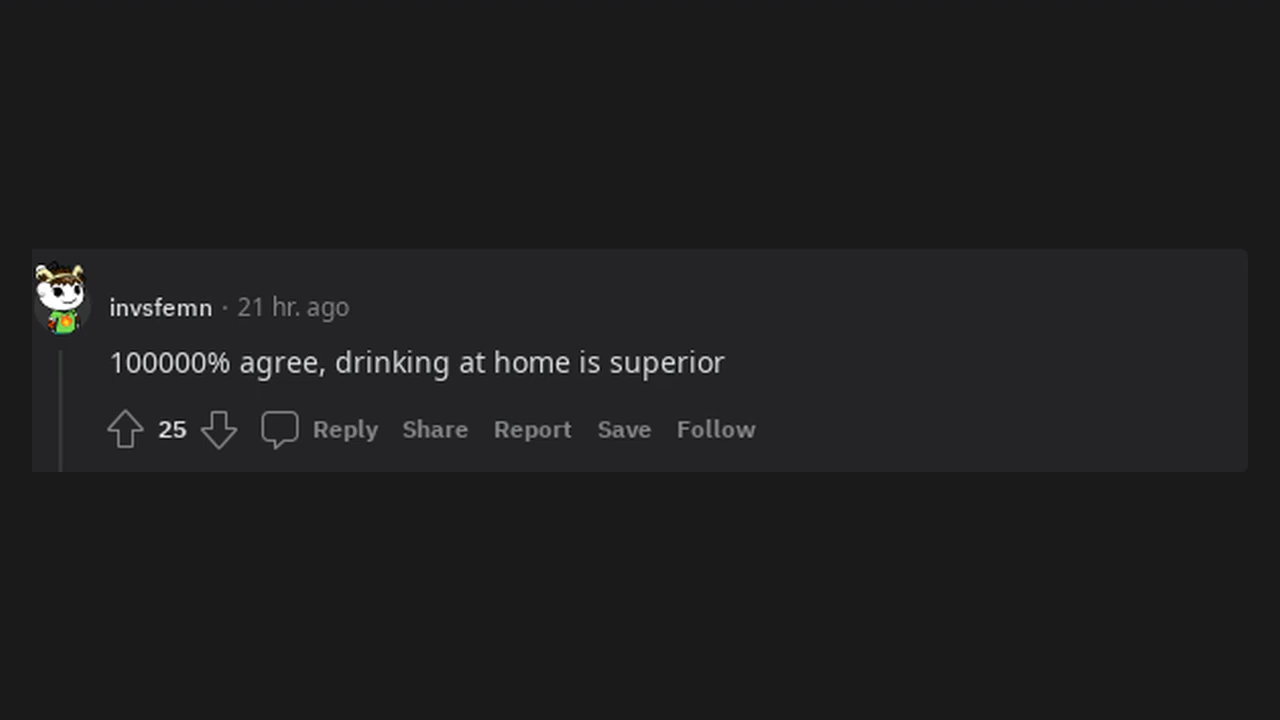 invsfemn · 21 hr. ago
100000% agree, drinking at home is superior
25 Reply Share Report Save Follow